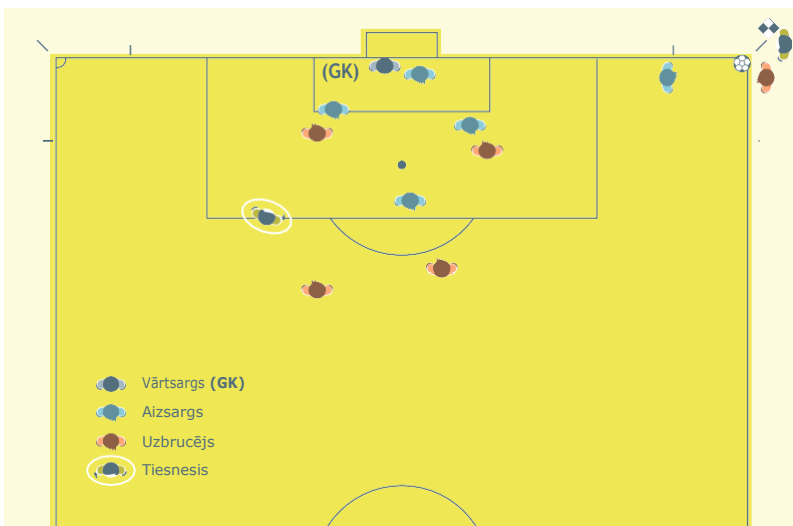 (GK)
Vārtsargs (GK)
Aizsargs
Uzbrucējs
Tiesnesis